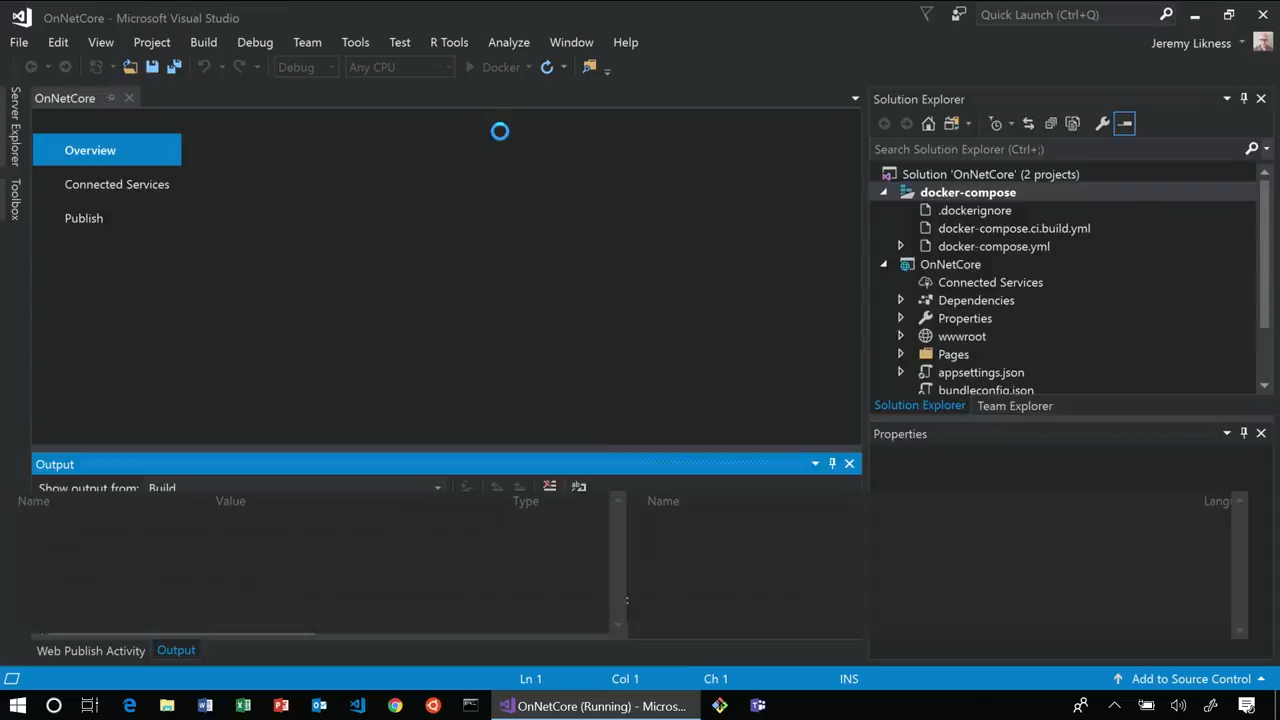 OnNetCore - Microsoft Visual Studio
Quick Launch (Ctrl+Q)
File Edit View Project Build Debug Team Tools Test R Tools Analyze Window Help
Jeremy Likness
Debug Any CPU Docker
Server Explorer
Toolbox
OnNetCore
Overview
Connected Services
Publish
Solution Explorer
Search Solution Explorer (Ctrl+;)
Solution 'OnNetCore' (2 projects)
docker-compose
.dockerignore
docker-compose.ci.build.yml
docker-compose.yml
OnNetCore
Connected Services
Dependencies
Properties
wwwroot
Pages
appsettings.json
bundleconfig.json
Solution Explorer Team Explorer
Properties
Output
Show output from: Build
Name Value Type Name Lang
Web Publish Activity Output
Ln 1 Col 1 Ch 1 INS Add to Source Control
OnNetCore (Running) - Micros...